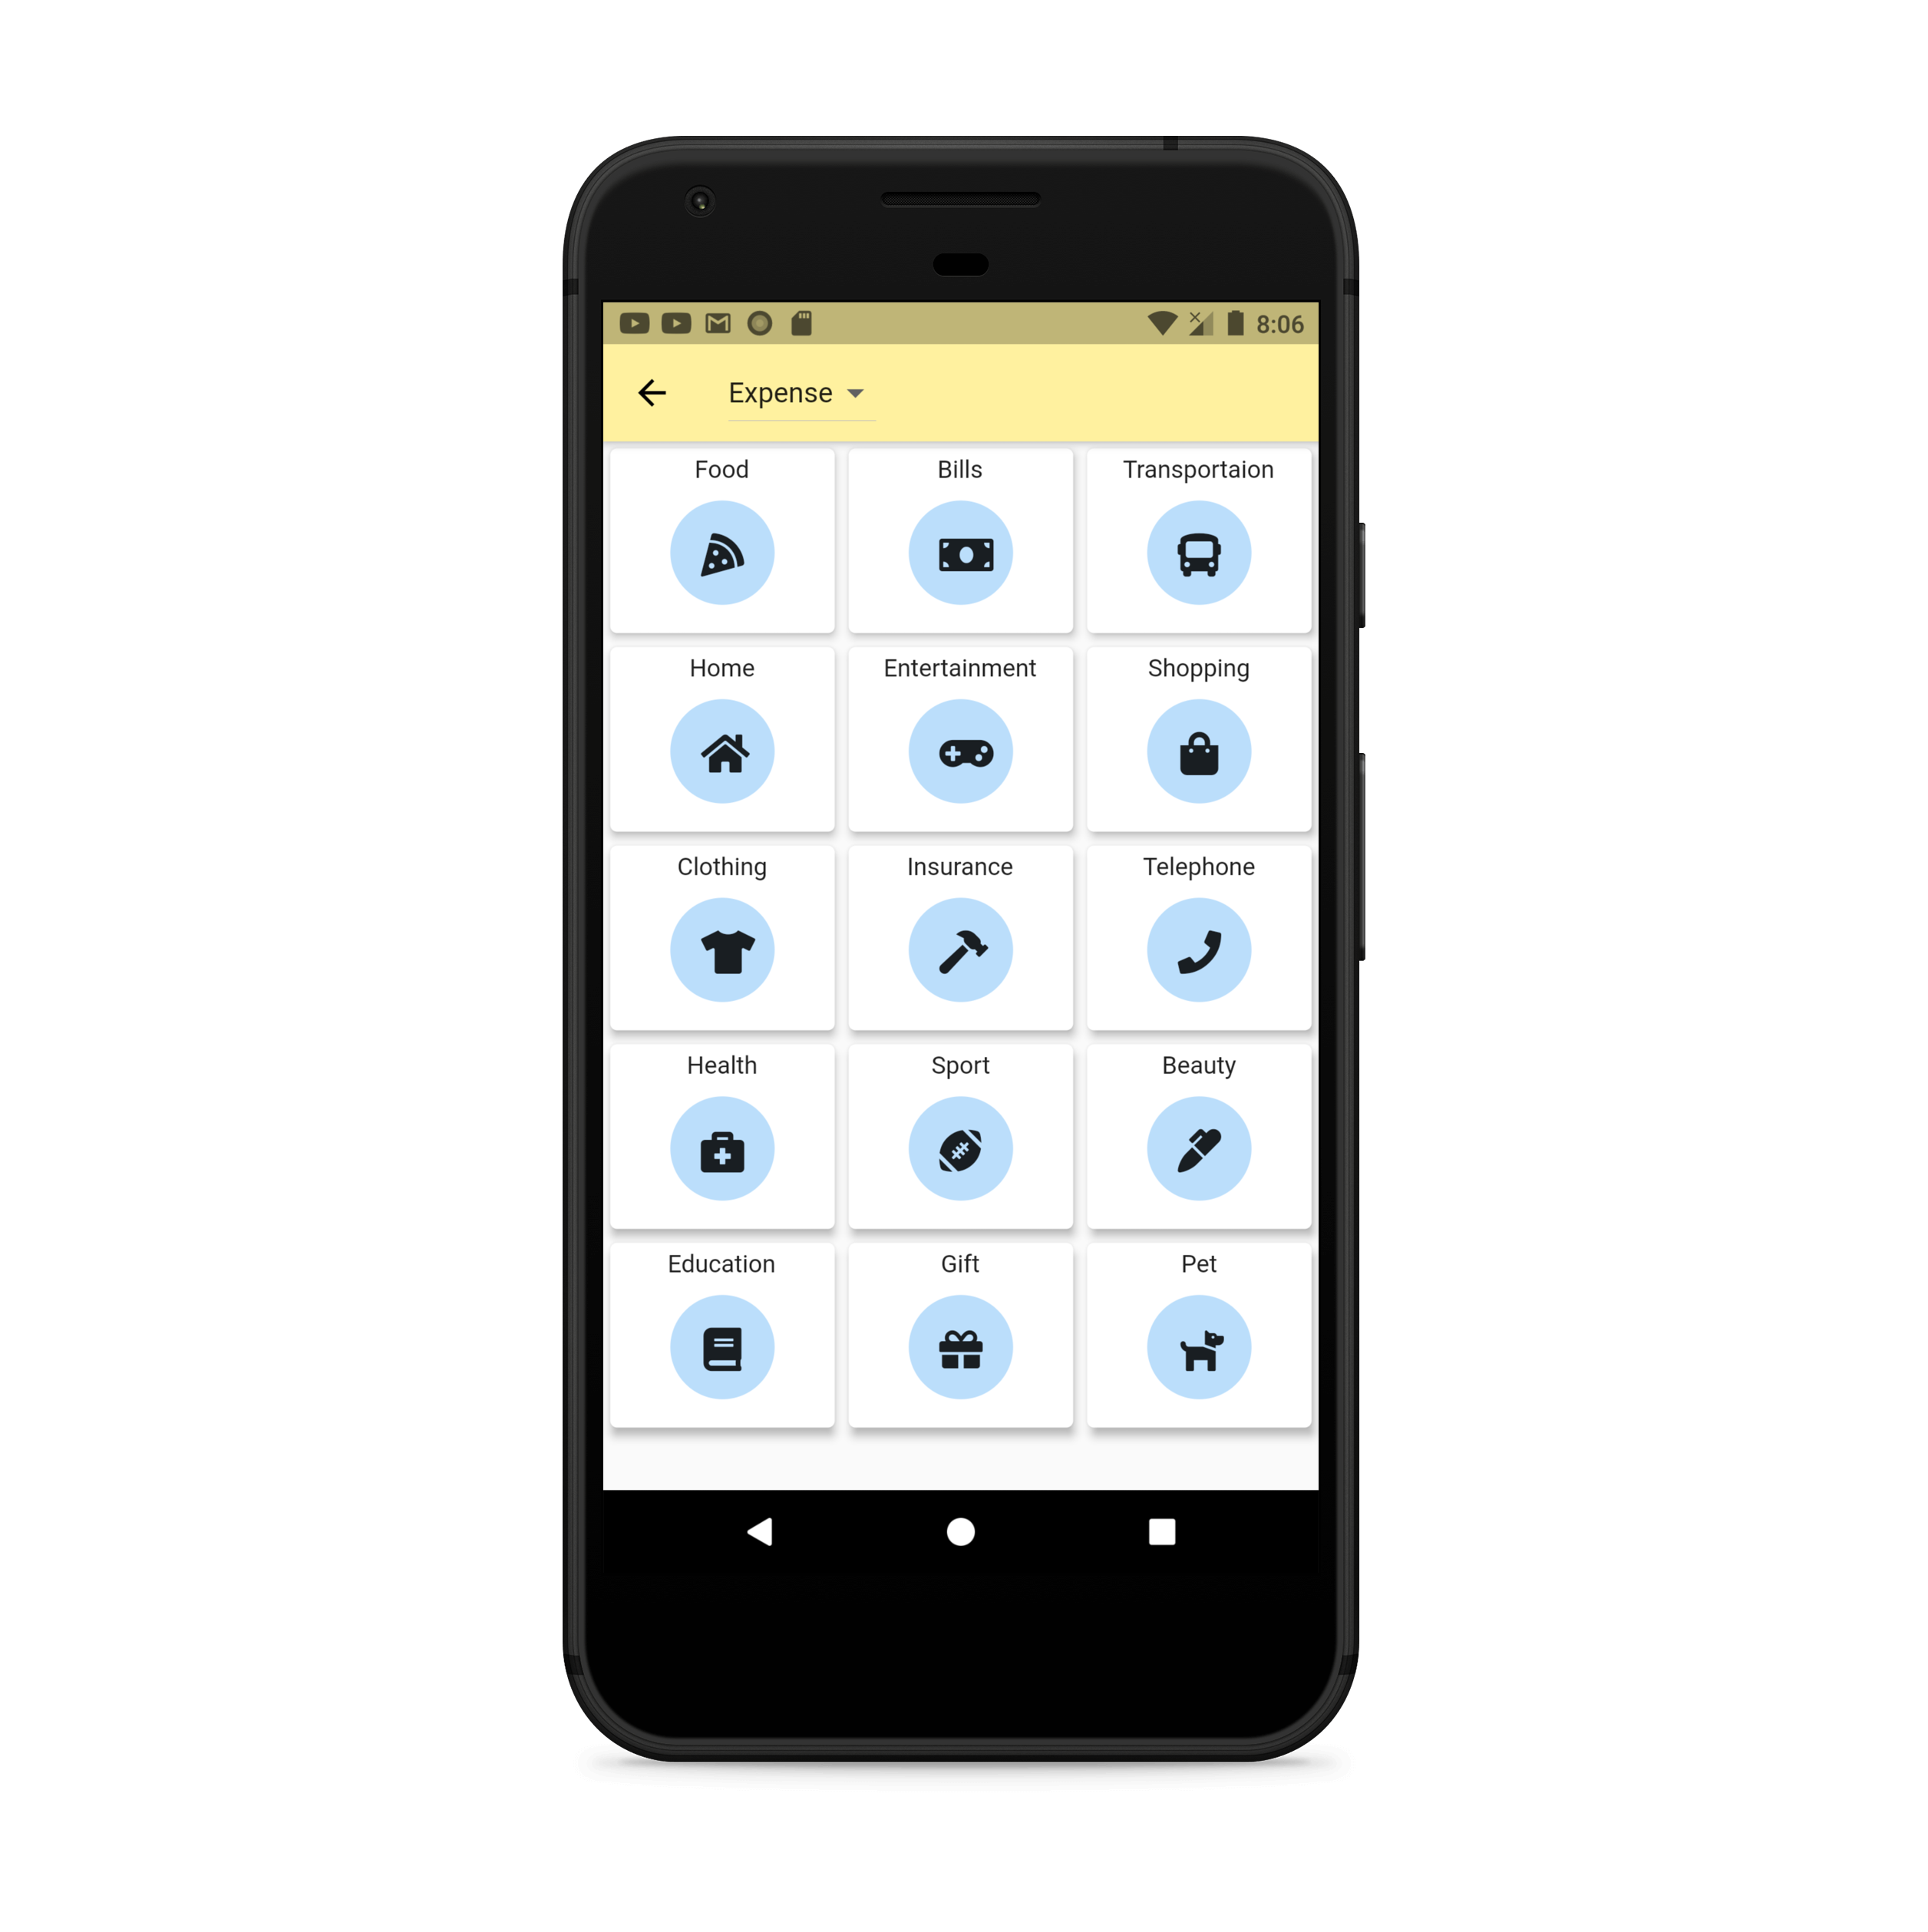 8:06
Expense
Food Bills Transportaion
Home Entertainment Shopping
Clothing Insurance Telephone
Health Sport Beauty
Education Gift Pet